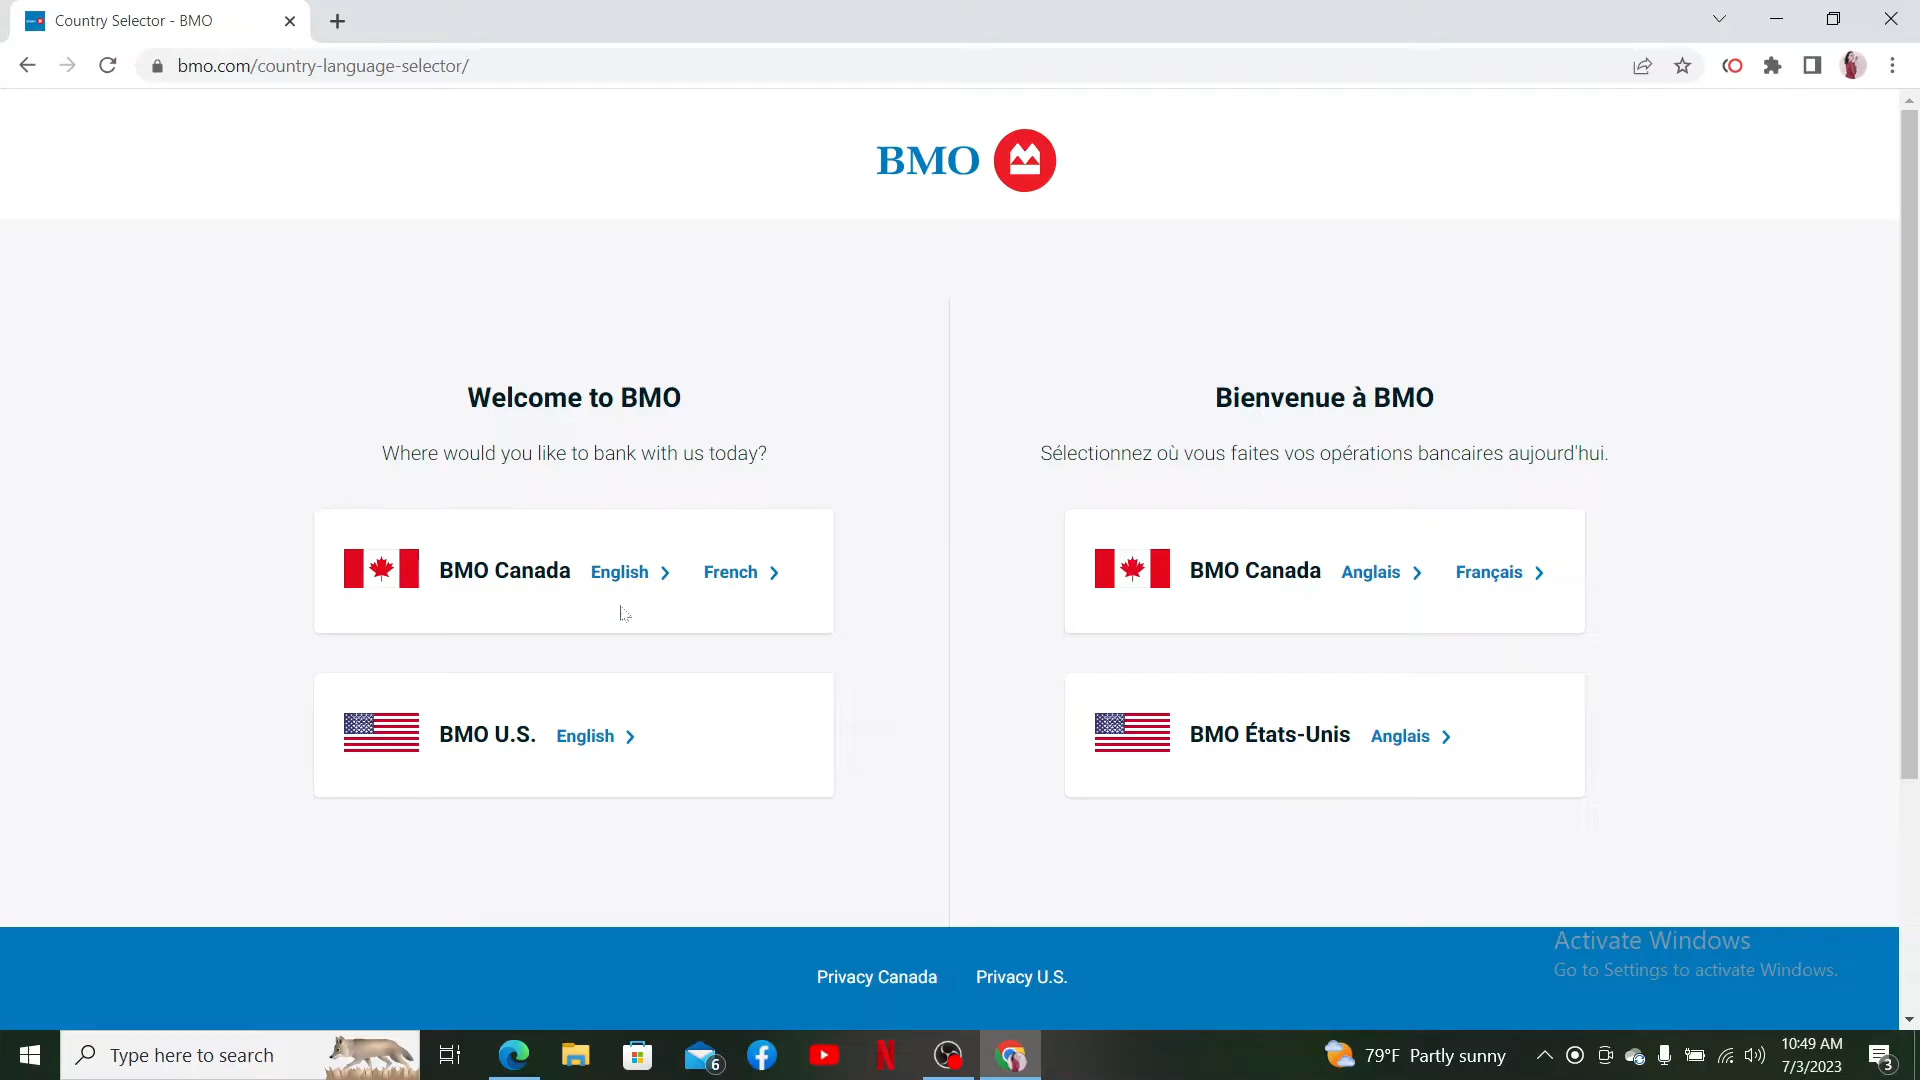 Country Selector - BMO
bmo.com/country-language-selector/
BMO
Welcome to BMO
Where would you like to bank with us today?
BMO Canada English French
BMO U.S. English
Bienvenue à BMO
Sélectionnez où vous faites vos opérations bancaires aujourd'hui.
BMO Canada Anglais Français
BMO États-Unis Anglais
Privacy Canada Privacy U.S.
Activate Windows
Go to Settings to activate Windows.
Type here to search
6
79°F Partly sunny
10:49 AM
7/3/2023
3